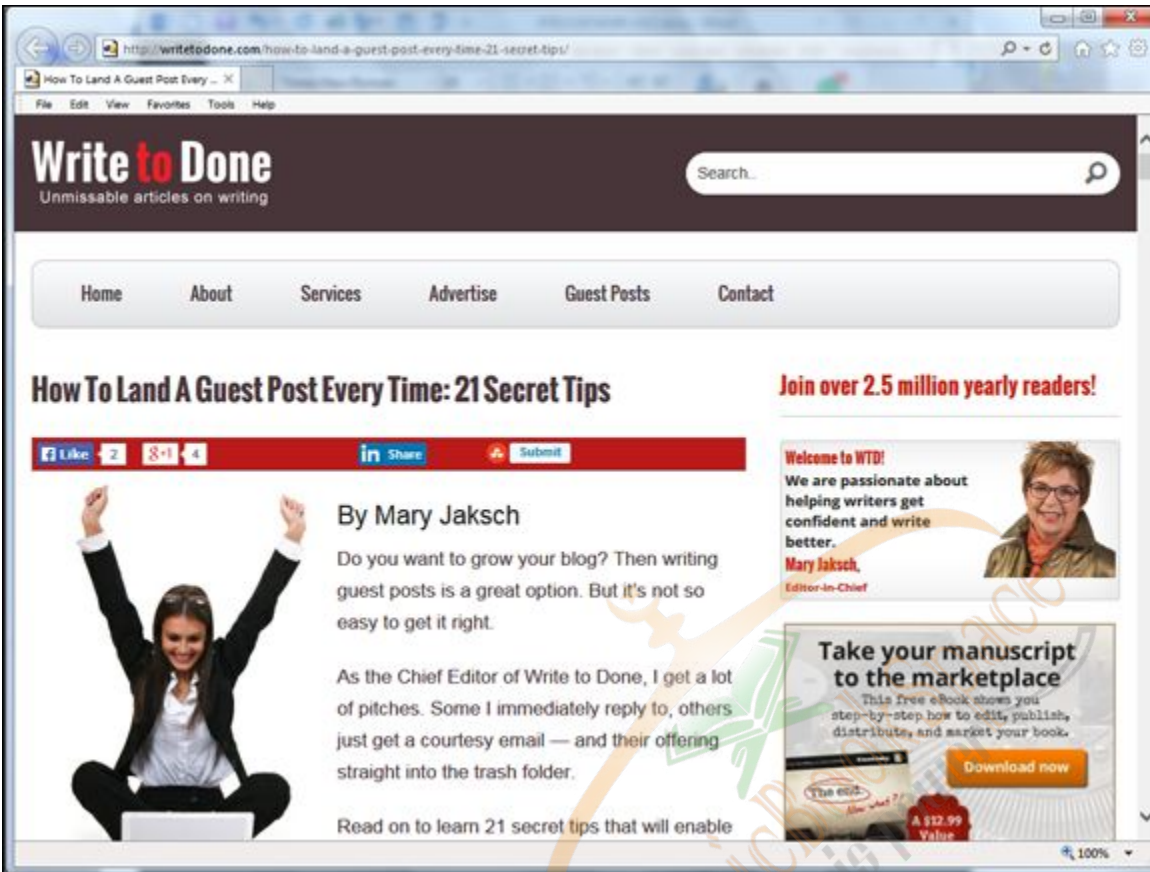 http://writetodone.com/how-to-land-a-guest-post-every-time-21-secret-tips/
How To Land A Guest Post Every ...
File Edit View Favorites Tools Help
Write to Done
Unmissable articles on writing
Search..
Home About Services Advertise Guest Posts Contact
How To Land A Guest Post Every Time: 21 Secret Tips
Like 2 8+1 4 in Share Submit
By Mary Jaksch
Do you want to grow your blog? Then writing
guest posts is a great option. But it's not so
easy to get it right.
As the Chief Editor of Write to Done, I get a lot
of pitches. Some I immediately reply to, others
just get a courtesy email — and their offering
straight into the trash folder.
Read on to learn 21 secret tips that will enable
Join over 2.5 million yearly readers!
Welcome to WTD!
We are passionate about
helping writers get
confident and write
better.
Mary Jaksch,
Editor-in-Chief
Take your manuscript
to the marketplace
This free eBook shows you
step-by-step how to edit, publish,
distribute, and market your book.
Download now
The end.
Now what?!
A $12.99
Value
100%